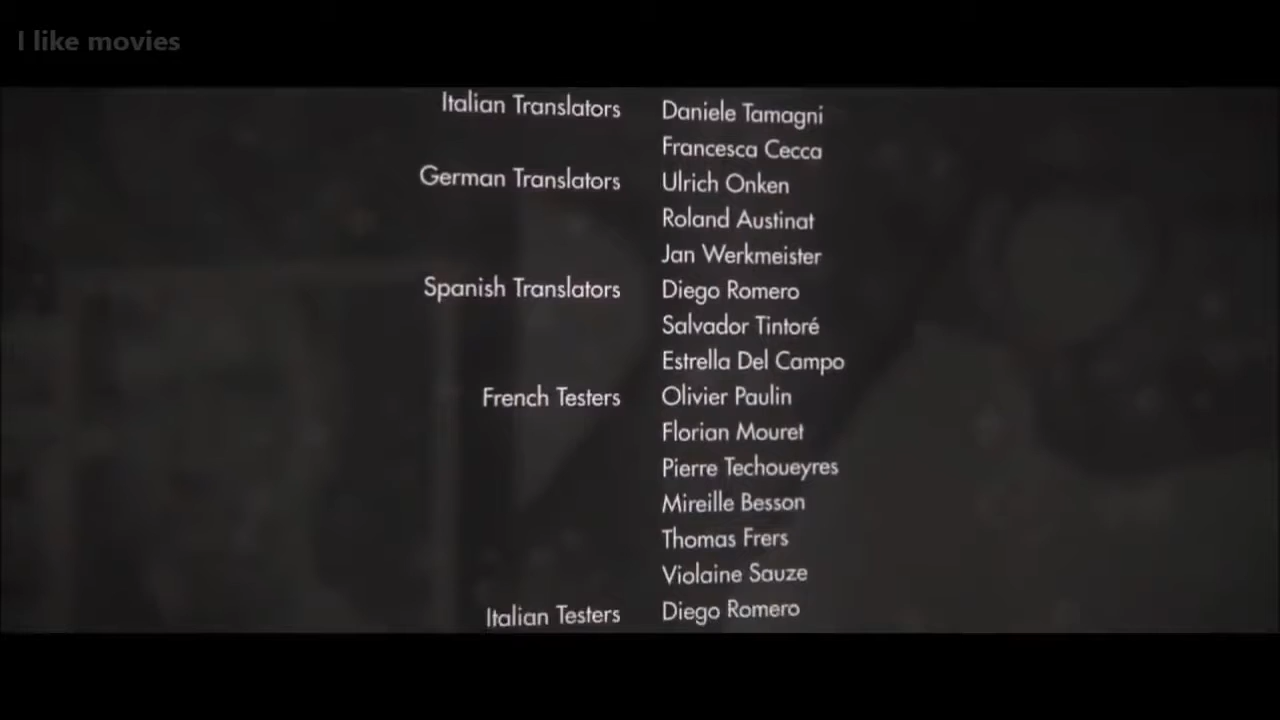 I like movies
Italian Translators Daniele Tamagni
Francesca Cecca
German Translators Ulrich Onken
Roland Austinat
Jan Werkmeister
Spanish Translators Diego Romero
Salvador Tintoré
Estrella Del Campo
French Testers Olivier Paulin
Florian Mouret
Pierre Techoueyres
Mireille Besson
Thomas Frers
Violaine Sauze
Italian Testers Diego Romero